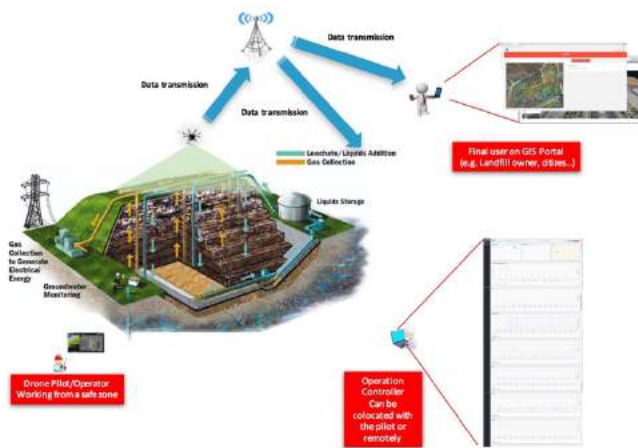 Data transmission
Data transmission
Data transmission
Leachate/Liquids Addition
Gas Collection
Final user on GIS Portal
(e.g. Landfill owner, citizes...)
Liquids Storage
Gas
Collection
to Generate
Electrical
Energy
Groundwater
Monitoring
Drone Pilot/Operator
Working from a safe zone
Operation
Controller
Can be
colocated with
the pilot or
remotely